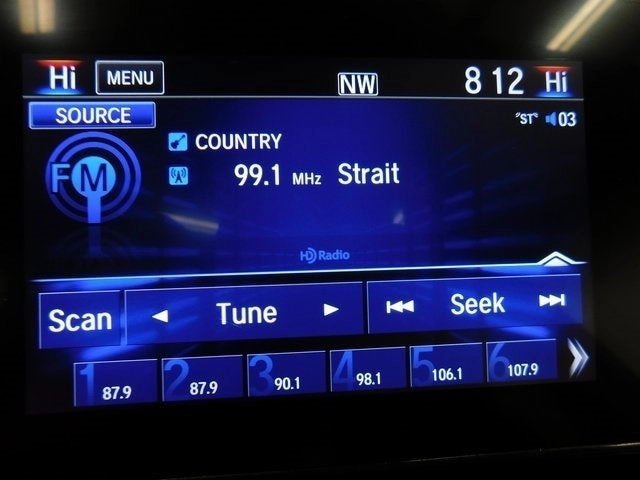 Hi MENU NW 8 12 Hi
SOURCE "ST" 03
FM COUNTRY
99.1 MHz Strait
HD Radio
Scan Tune Seek
1 87.9 2 87.9 3 90.1 4 98.1 5 106.1 6 107.9